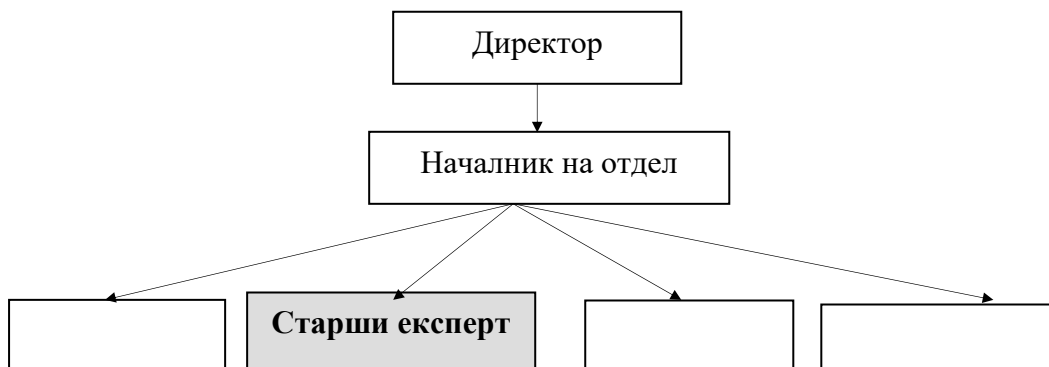 Директор
Началник на отдел
Старши експерт